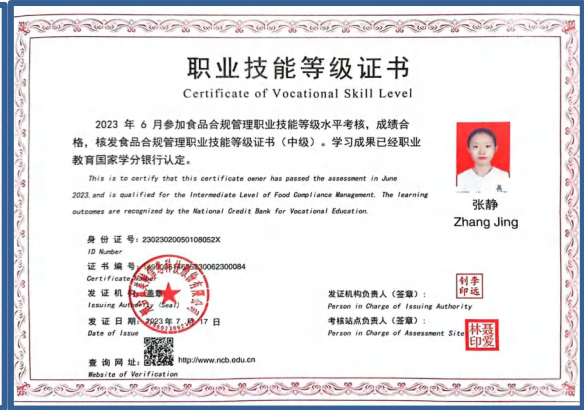 职业技能等级证书
Certificate of Vocational Skill Level
2023 年 6 月参加食品合规管理职业技能等级水平考核，成绩合
格，核发食品合规管理职业技能等级证书（中级）。学习成果已经职业
教育国家学分银行认定。
This is to certify that this certificate owner has passed the assessment in June
2023,and is qualified for the Intermediate Level of Food Compliance Management. The learning
outcomes are recognized by the National Credit Bank for Vocational Education.
张静
Zhang Jing
身 份 证 号: 23023020050108052X
ID Number
证 书 编 号:
Certificate
发 证 机 （盖章）
Issuing (Seal)
发 证 日 期: 2023年 7 月17 日
Date of Issue
查 询 网 址: http://www.ncb.edu.cn
Website of Verification
发证机构负责人（签章）:
Person in Charge of Issuing Authority
考核站点负责人（签章）:
Person in Charge of Assessment Site